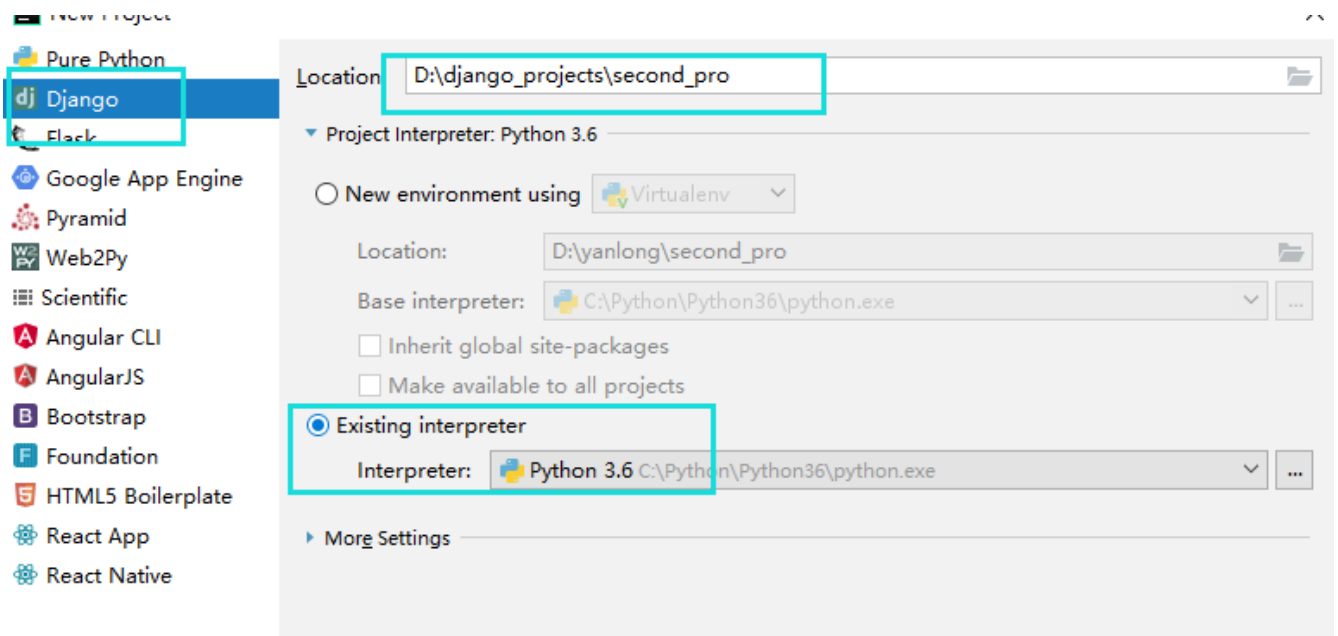 New Project
Pure Python
Django
Flask
Google App Engine
Pyramid
Web2Py
Scientific
Angular CLI
AngularJS
Bootstrap
Foundation
HTML5 Boilerplate
React App
React Native
Location D:\django_projects\second_pro
Project Interpreter: Python 3.6
New environment using Virtualenv
Location: D:\yanlong\second_pro
Base interpreter: C:\Python\Python36\python.exe ...
Inherit global site-packages
Make available to all projects
Existing interpreter
Interpreter: Python 3.6 C:\Python\Python36\python.exe ...
More Settings